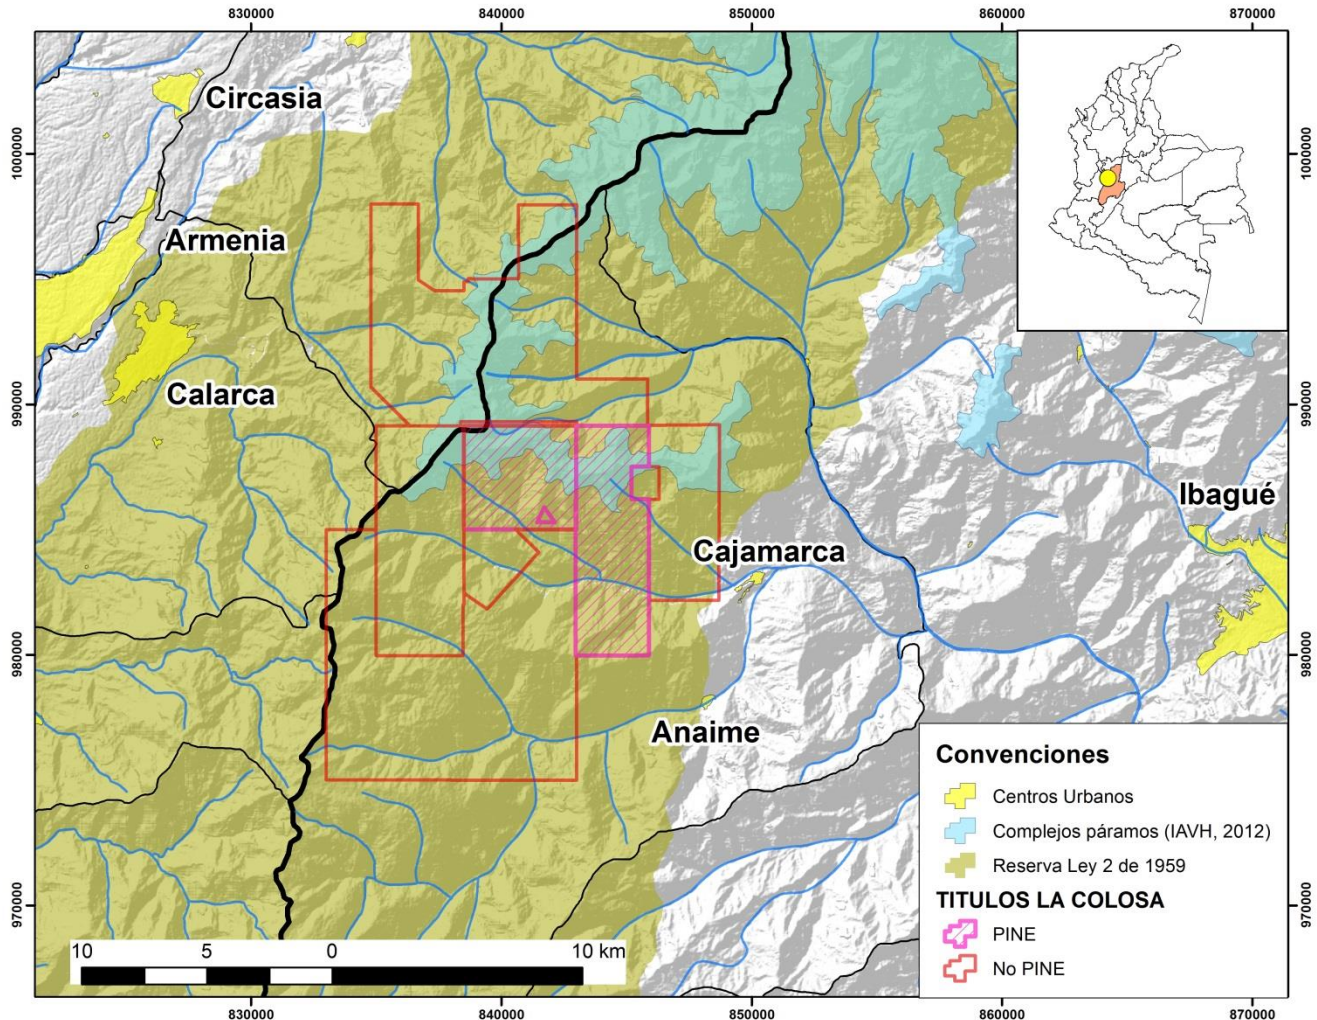 830000 840000 850000 860000 870000
1000000
1000000
990000
990000
980000
980000
970000
970000
Circasia
Armenia
Calarca
Ibagué
Cajamarca
Anaime
Convenciones
Centros Urbanos
Complejos páramos (IAVH, 2012)
Reserva Ley 2 de 1959
TITULOS LA COLOSA
PINE
No PINE
10 5 0 10 km
830000 840000 850000 860000 870000